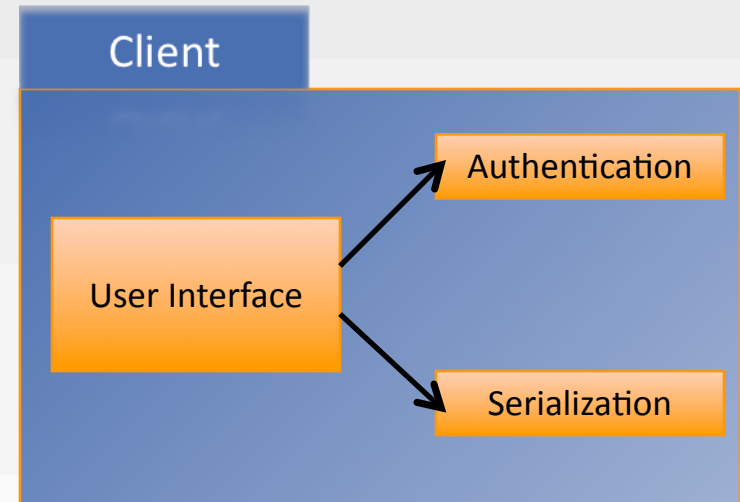 Client
Authentication
User Interface
Serialization